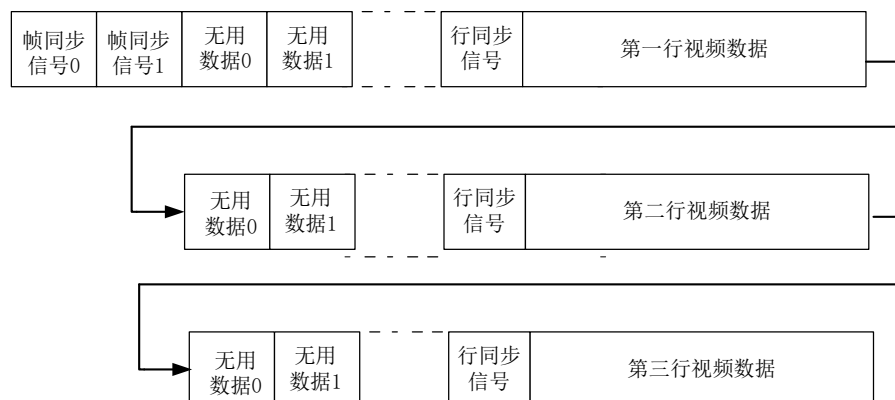 帧同步
信号0
帧同步
信号1
无用
数据0
无用
数据1
行同步
信号
第一行视频数据
无用
数据0
无用
数据1
行同步
信号
第二行视频数据
无用
数据0
无用
数据1
行同步
信号
第三行视频数据